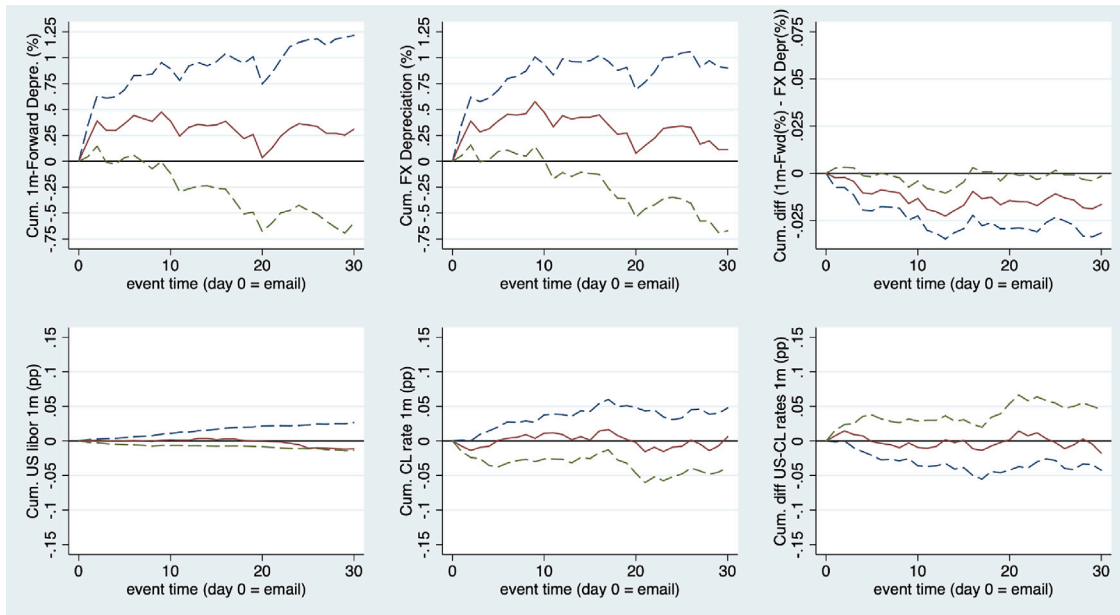 Cum. 1m-Forward Depre. (%)
1.25
1
.75
.5
.25
0
-.25
-.5
-.75
0 10 20 30
event time (day 0 = email)
Cum. FX Depreciation (%)
1.25
1
.75
.5
.25
0
-.25
-.5
-.75
0 10 20 30
event time (day 0 = email)
Cum. diff (1m-Fwd(%) - FX Depr(%))
.075
.05
.025
0
-.025
0 10 20 30
event time (day 0 = email)
Cum. US libor 1m (pp)
.15
.1
.05
0
-.05
-.1
-.15
0 10 20 30
event time (day 0 = email)
Cum. CL rate 1m (pp)
.15
.1
.05
0
-.05
-.1
-.15
0 10 20 30
event time (day 0 = email)
Cum. diff US-CL rates 1m (pp)
.15
.1
.05
0
-.05
-.1
-.15
0 10 20 30
event time (day 0 = email)